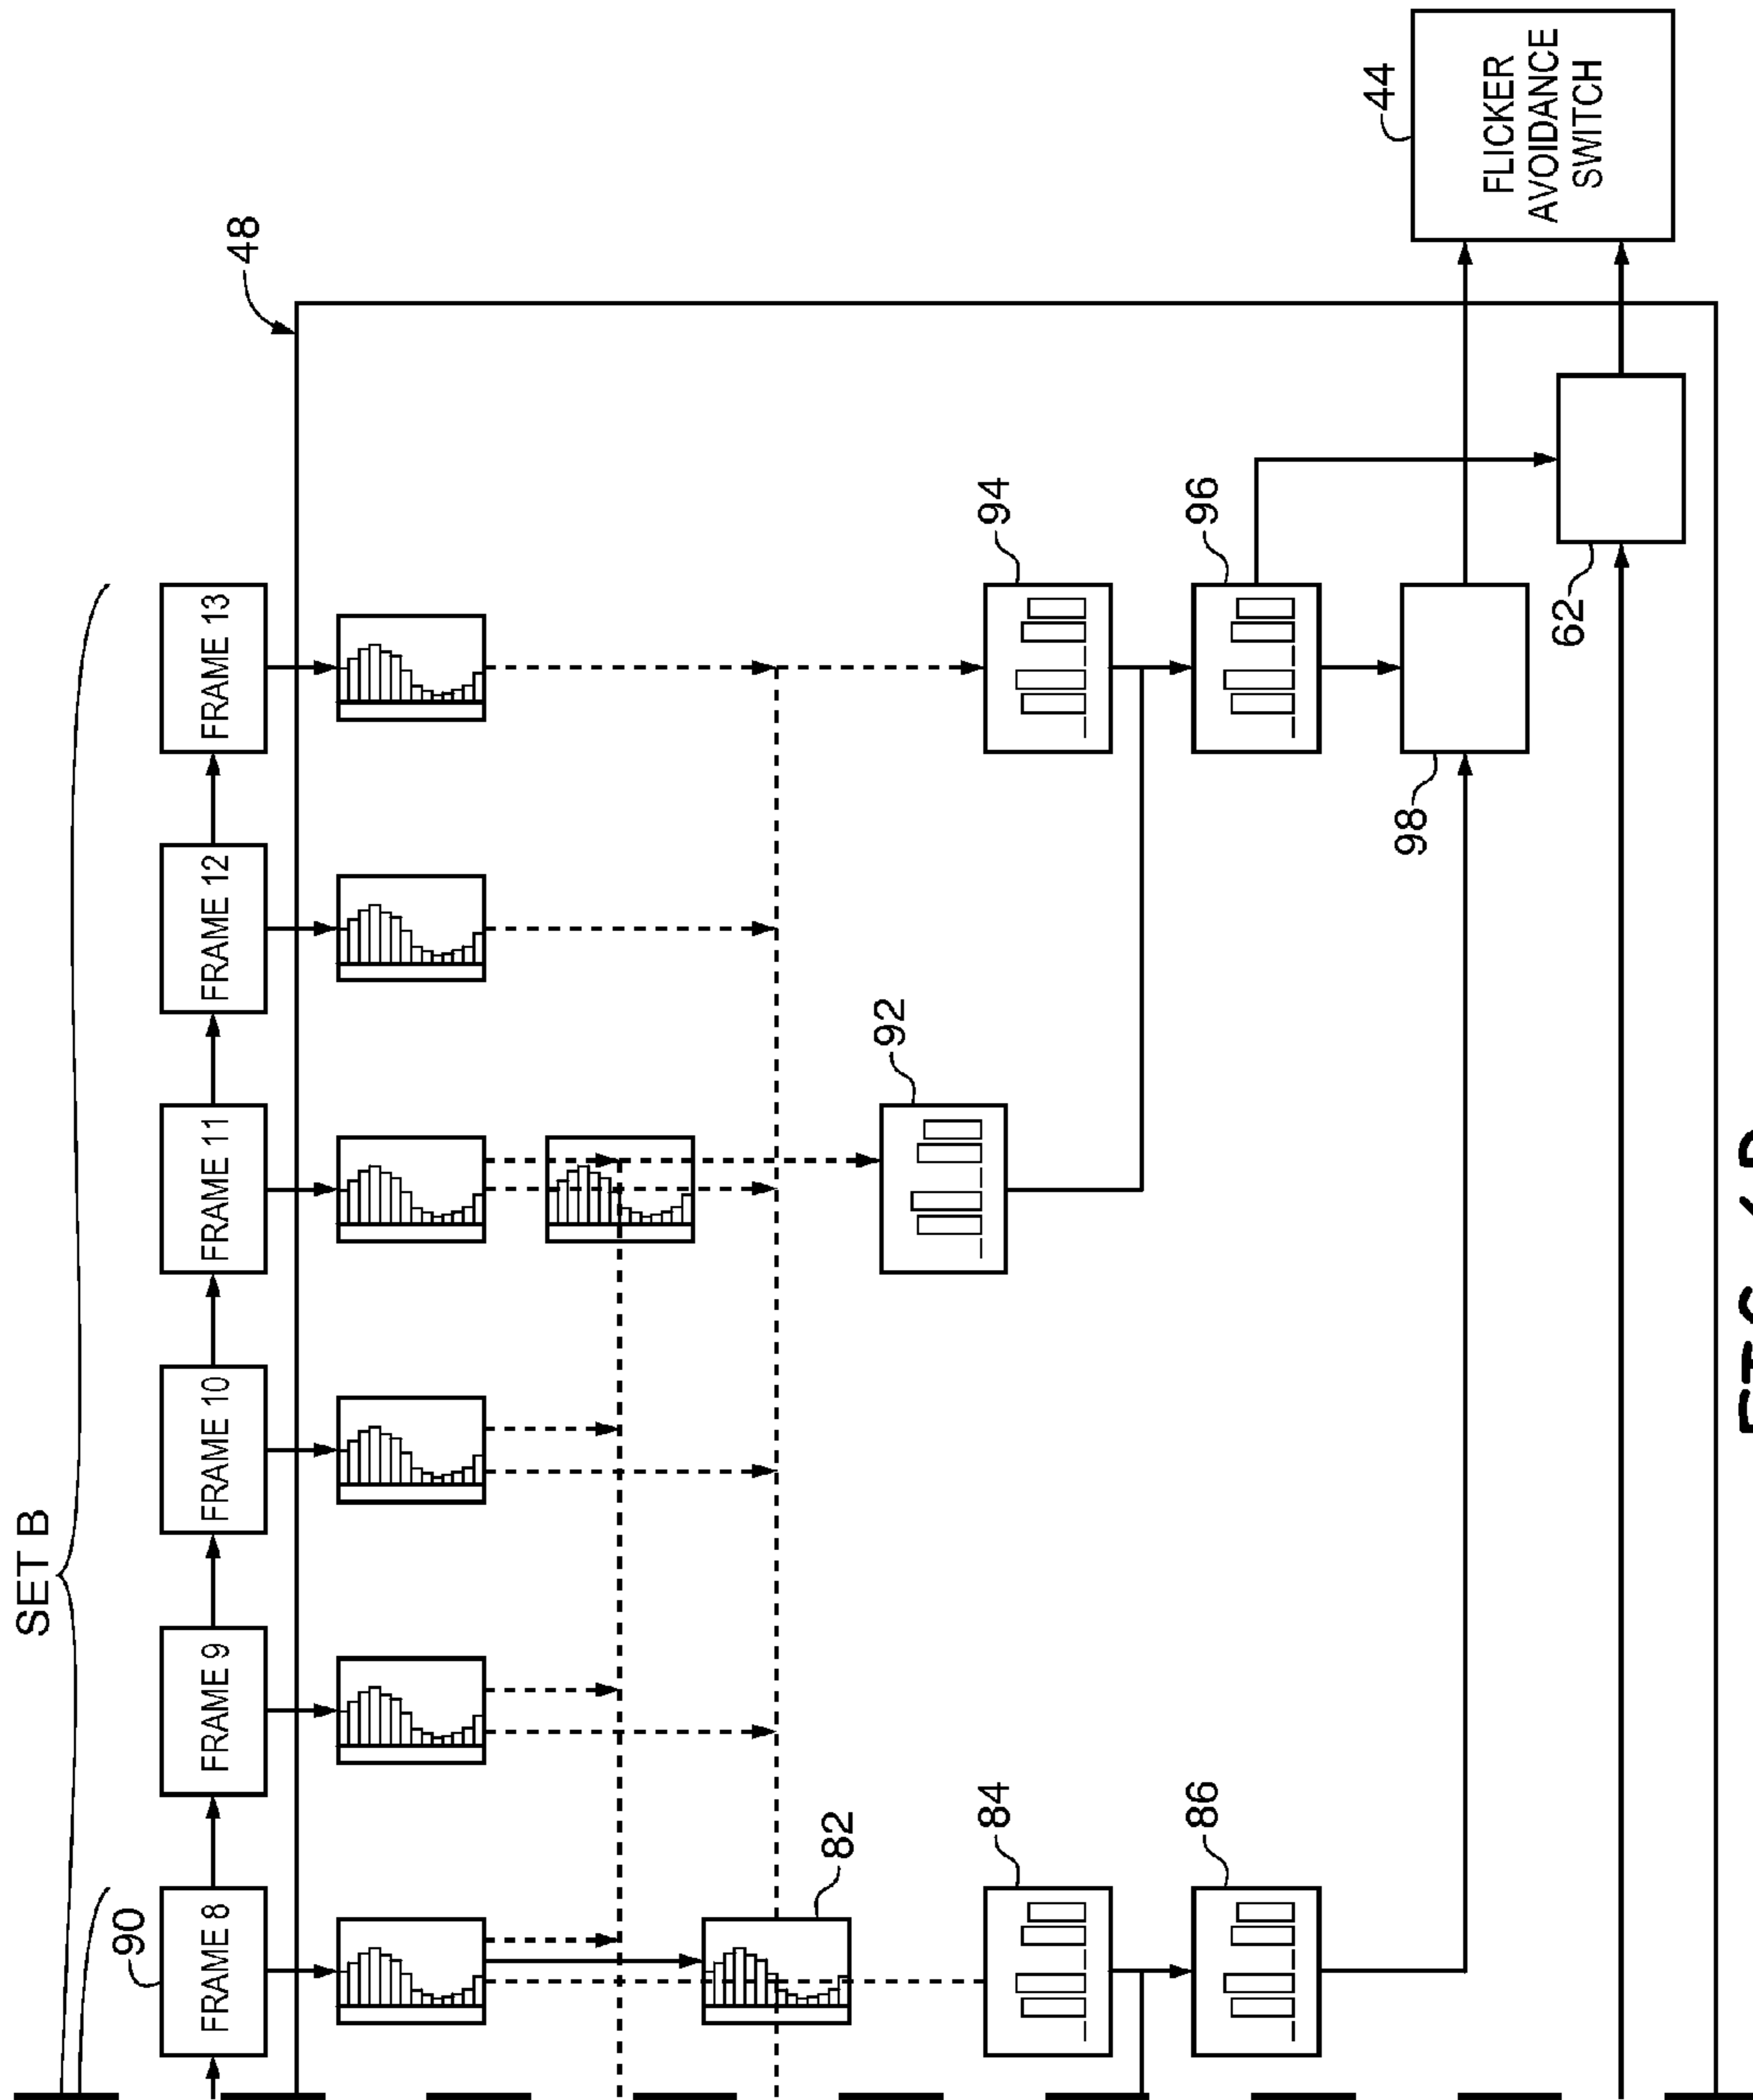 SET B
90
FRAME 8
FRAME 9
FRAME 10
FRAME 11
FRAME 12
FRAME 13
48
82
92
84
94
86
96
98
62
44
FLICKER
AVOIDANCE
SWITCH